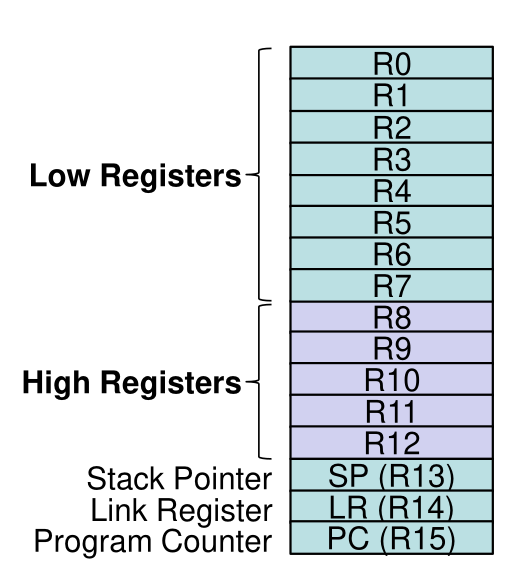 R0
R1
R2
R3
Low Registers
R4
R5
R6
R7
R8
R9
High Registers
R10
R11
R12
Stack Pointer SP (R13)
Link Register LR (R14)
Program Counter PC (R15)